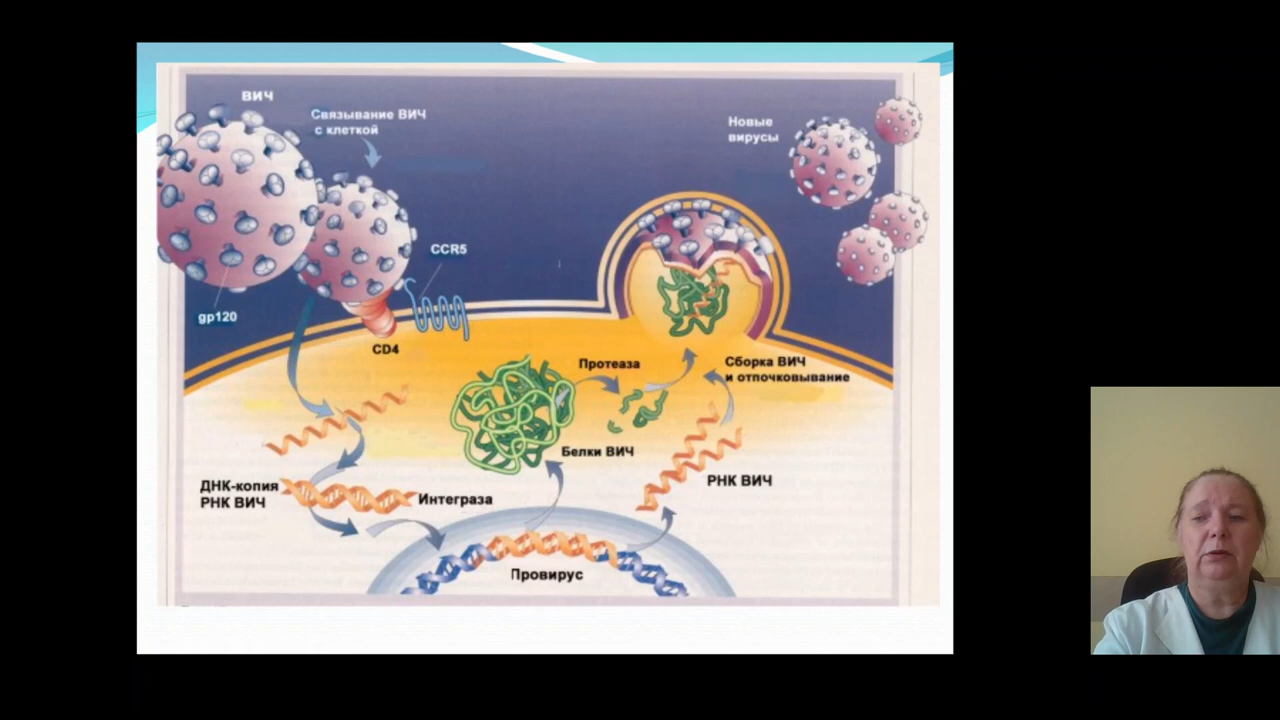 ВИЧ
Связывание ВИЧ
с клеткой
Новые
вирусы
CCR5
gp120
CD4
Протеаза
Сборка ВИЧ
и отпочковывание
Белки ВИЧ
ДНК-копия
РНК ВИЧ
Интеграза
РНК ВИЧ
Провирус